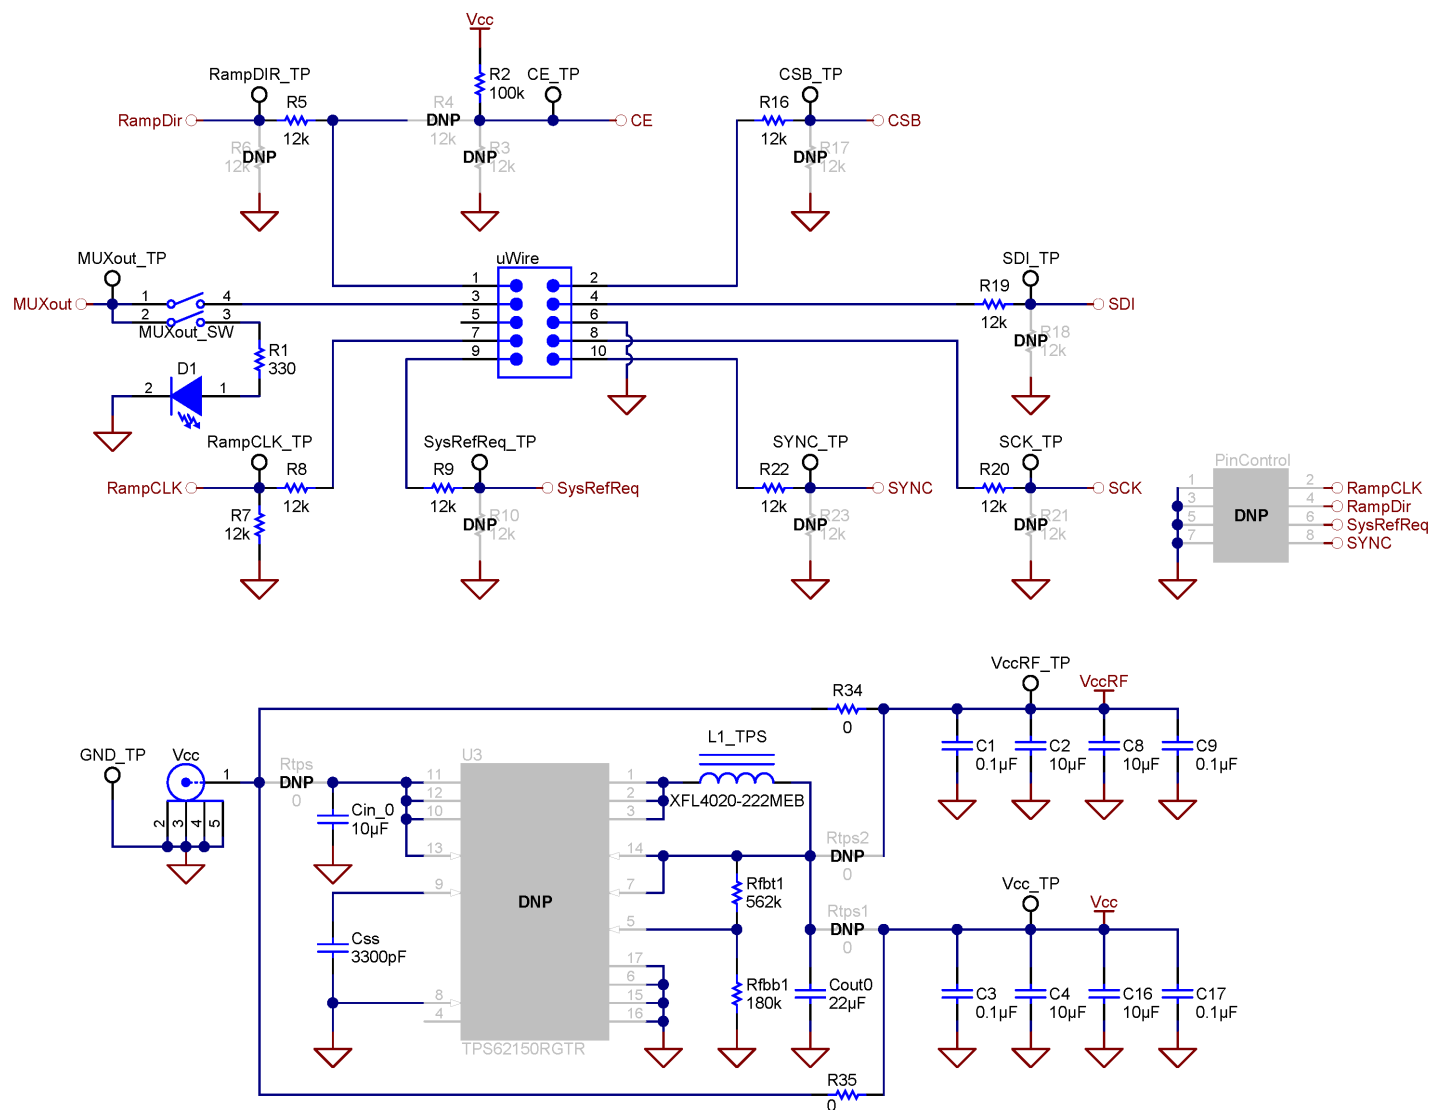 Vcc
RampDIR_TP
R5
12k
RampDir
R6
12k
DNP
R4
DNP
12k
R2
100k
CE_TP
CE
R3
DNP
12k
CSB_TP
R16
12k
CSB
R17
DNP
12k
MUXout_TP
MUXout
1
4
2
3
MUXout_SW
R1
330
D1
2
1
uWire
1
2
3
4
5
6
7
8
9
10
SDI_TP
R19
12k
SDI
R18
DNP
12k
RampCLK_TP
R8
12k
RampCLK
R7
12k
SysRefReq_TP
R9
12k
SysRefReq
R10
DNP
12k
SYNC_TP
R22
12k
SYNC
R23
DNP
12k
SCK_TP
R20
12k
SCK
R21
DNP
12k
PinControl
1
2
RampCLK
3
4
RampDir
DNP
5
6
SysRefReq
7
8
SYNC
VccRF_TP
VccRF
R34
0
C1
0.1µF
C2
10µF
C8
10µF
C9
0.1µF
GND_TP
Vcc
1
2
3
4
5
Rtps
DNP
0
Cin_0
10µF
U3
11
12
10
13
9
8
4
DNP
1
2
3
14
7
5
17
6
15
16
TPS62150RGTR
Css
3300pF
L1_TPS
XFL4020-222MEB
Rfbt1
562k
Rfbb1
180k
Rtps2
DNP
0
Rtps1
DNP
0
Cout0
22µF
Vcc_TP
Vcc
C3
0.1µF
C4
10µF
C16
10µF
C17
0.1µF
R35
0